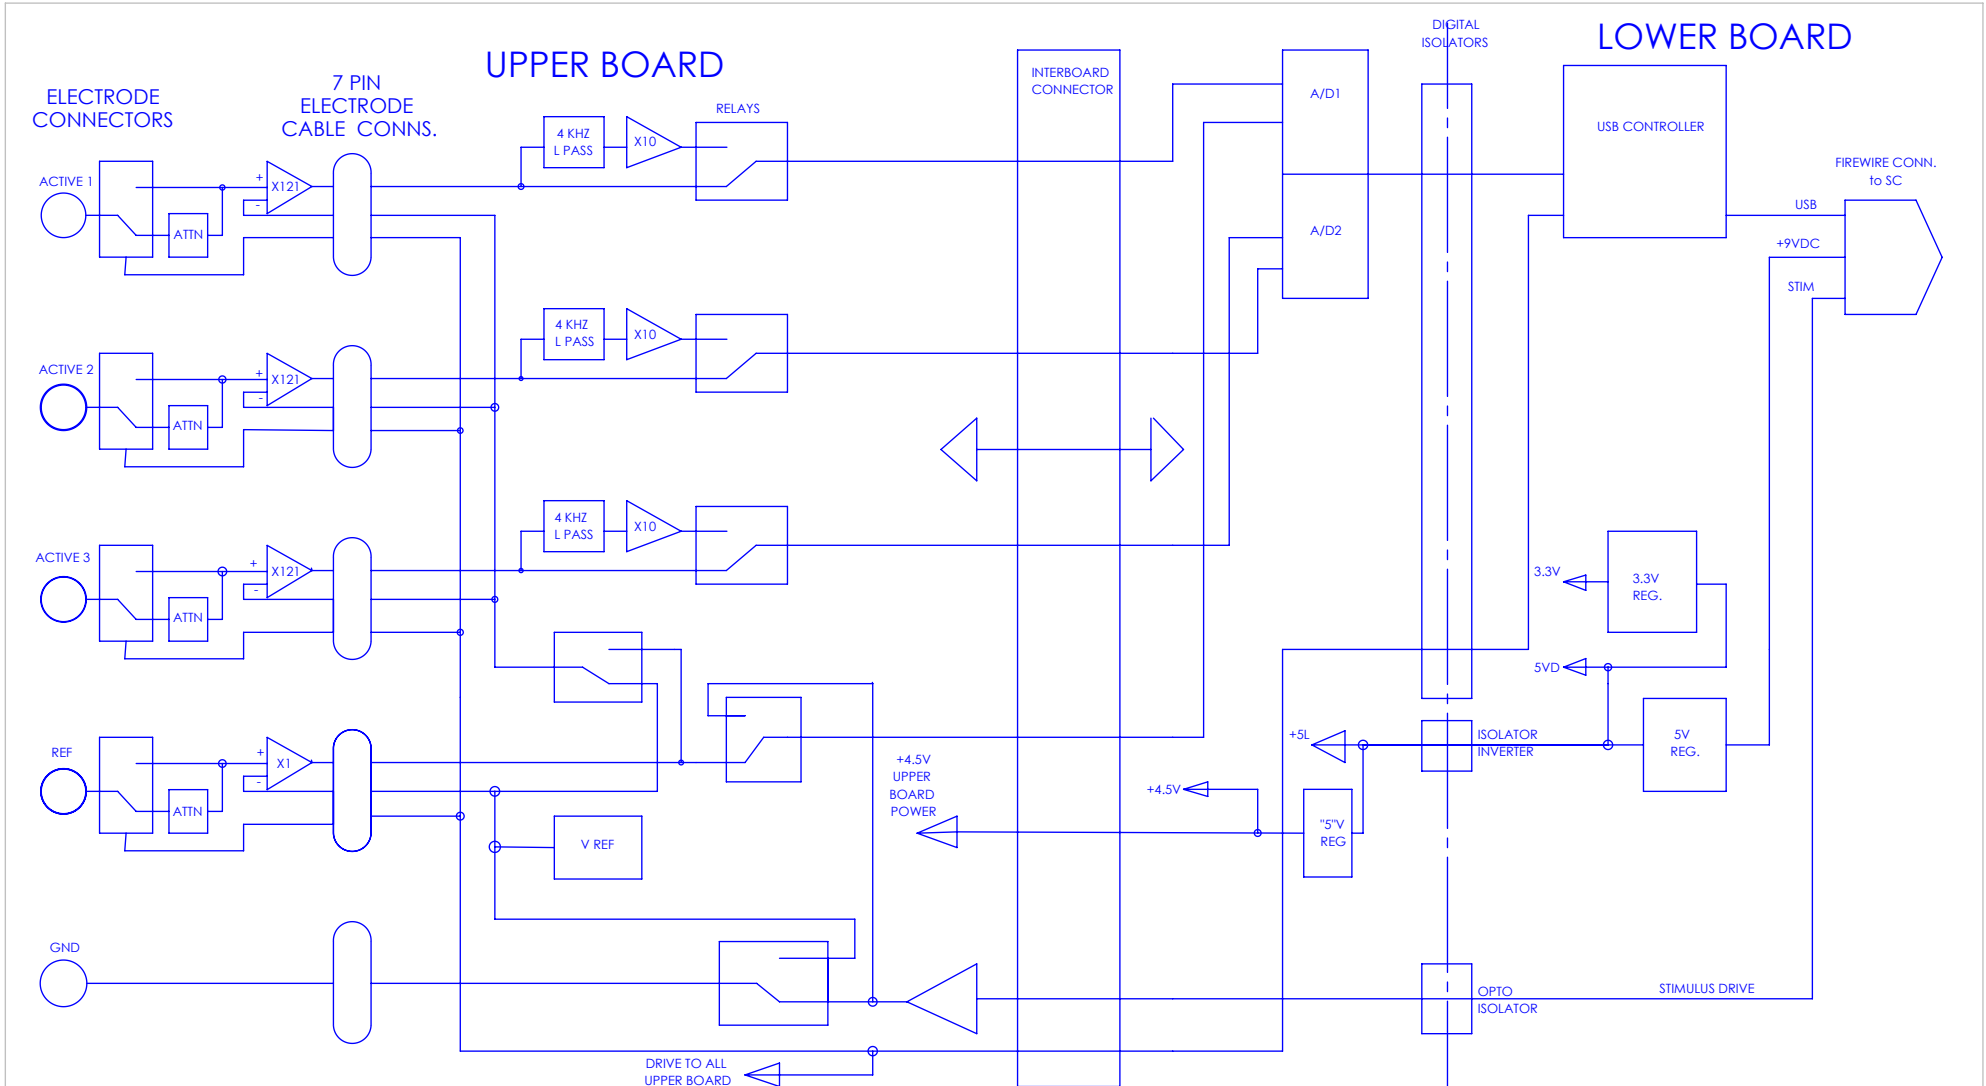 UPPER BOARD
LOWER BOARD
DIGITAL
ISOLATORS
ELECTRODE
CONNECTORS
7 PIN
ELECTRODE
CABLE CONNS.
RELAYS
INTERBOARD
CONNECTOR
A/D1
A/D2
USB CONTROLLER
FIREWIRE CONN.
to SC
USB
+9VDC
STIM
ACTIVE 1
ATTN
+
X121
-
4 KHZ
L PASS
X10
ACTIVE 2
ATTN
+
X121
-
4 KHZ
L PASS
X10
ACTIVE 3
ATTN
+
X121
-
4 KHZ
L PASS
X10
3.3V
3.3V
REG.
5VD
5V
REG.
+5L
ISOLATOR
INVERTER
REF
ATTN
+
X1
-
V REF
+4.5V
UPPER
BOARD
POWER
+4.5V
"5"V
REG
GND
OPTO
ISOLATOR
STIMULUS DRIVE
DRIVE TO ALL
UPPER BOARD